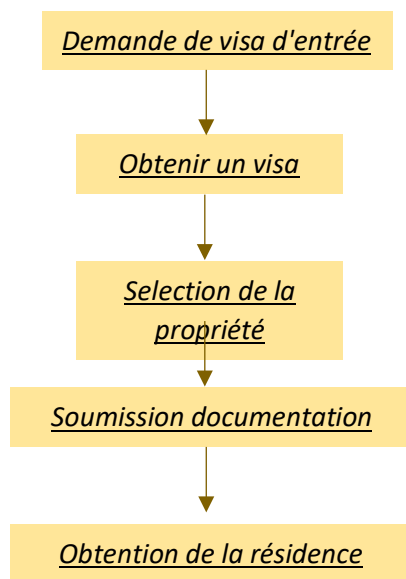 Demande de visa d'entrée
Obtenir un visa
Selection de la
propriété
Soumission documentation
Obtention de la résidence